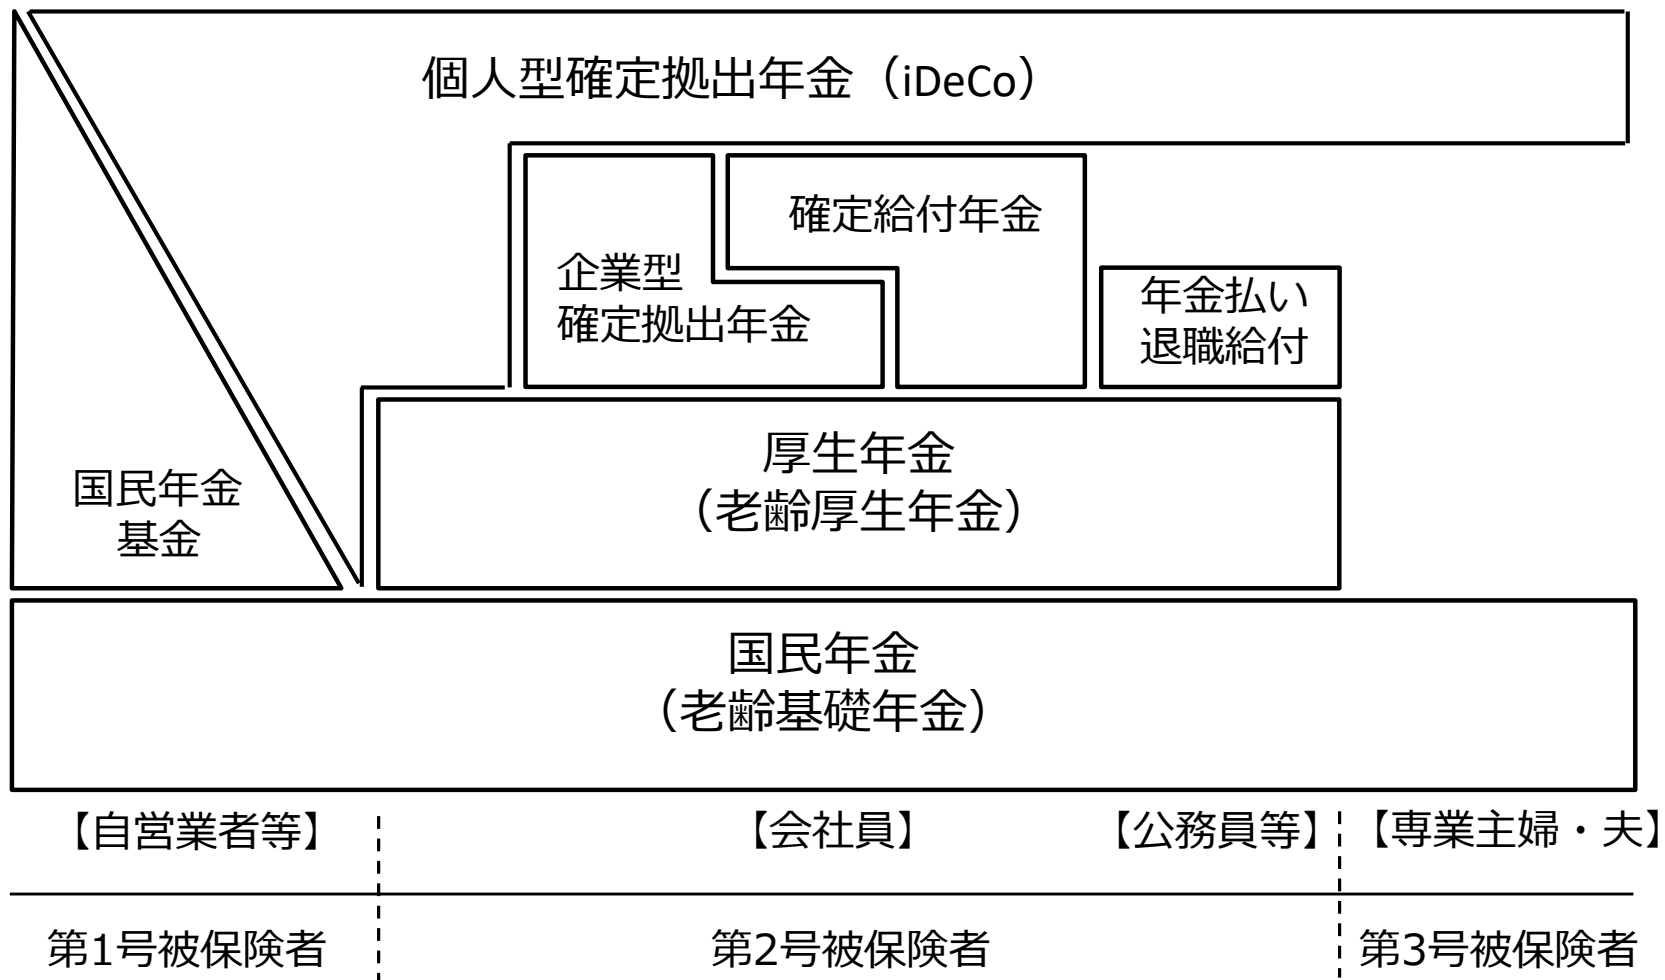 個人型確定拠出年金（iDeCo）
確定給付年金
企業型
確定拠出年金
年金払い
退職給付
厚生年金
（老齢厚生年金）
国民年金
基金
国民年金
（老齢基礎年金）
【自営業者等】
【会社員】
【公務員等】
【専業主婦・夫】
第1号被保険者
第2号被保険者
第3号被保険者